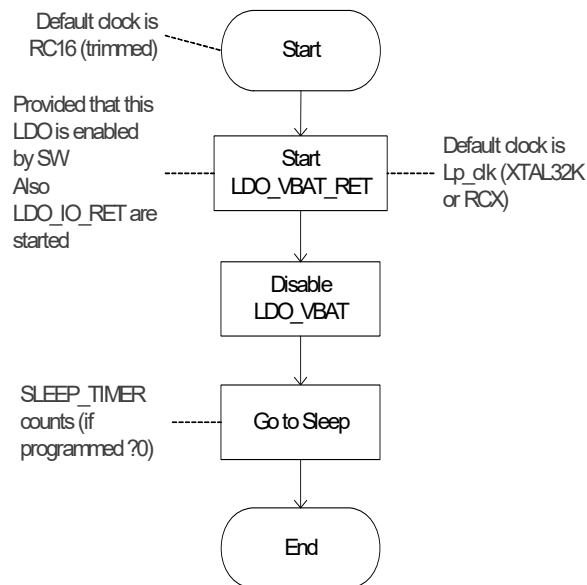 Default clock is
RC16 (trimmed)
Start
Provided that this
LDO is enabled
by SW
Also
LDO_IO_RET are
started
Start
LDO_VBAT_RET
Default clock is
Lp_clk (XTAL32K
or RCX)
Disable
LDO_VBAT
SLEEP_TIMER
counts (if
programmed ?0)
Go to Sleep
End